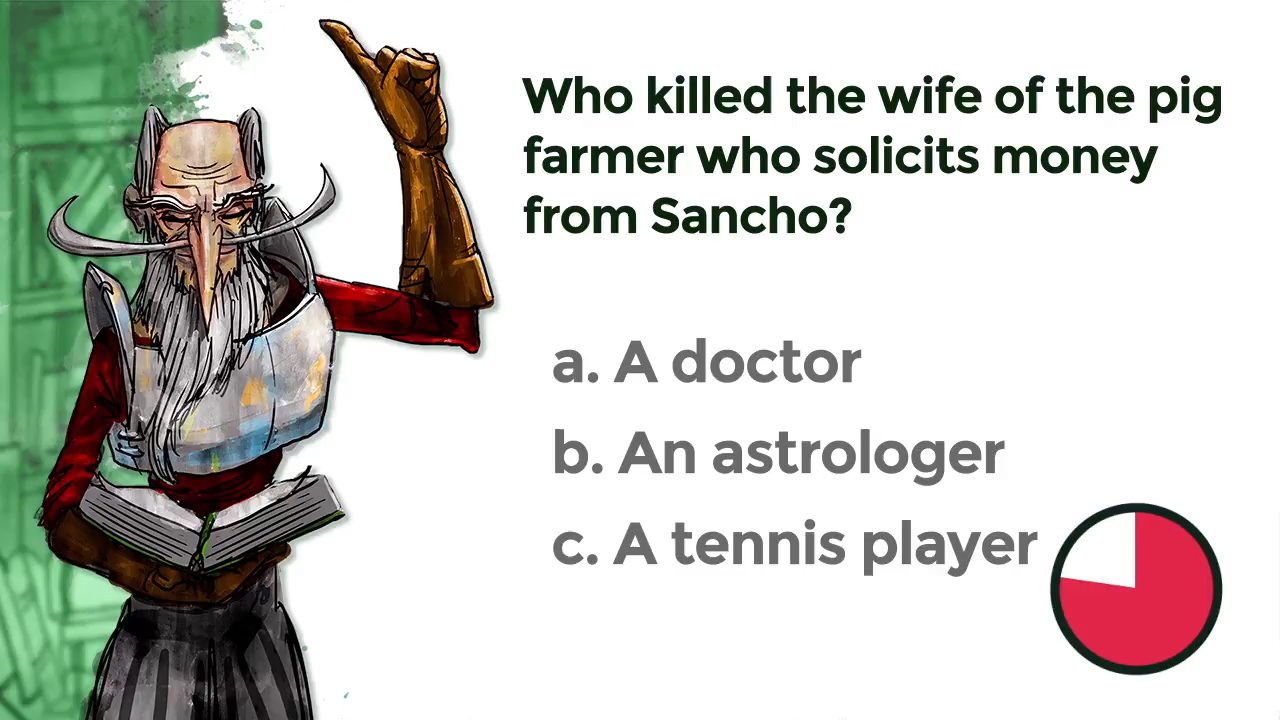 Who killed the wife of the pig
farmer who solicits money
from Sancho?
a. A doctor
b. An astrologer
c. A tennis player